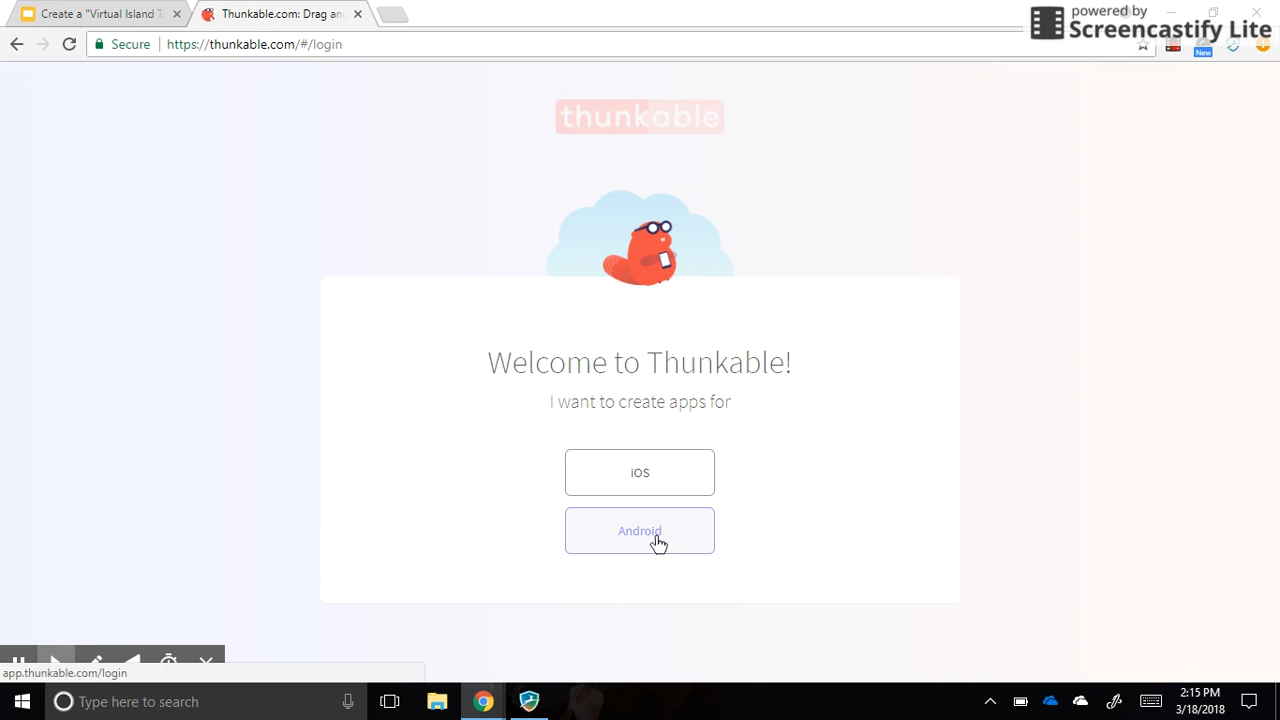 Create a "Virtual Island To
Thunkable.com: Drag and
powered by
Screencastify Lite
Secure
https://thunkable.com/#/login
New
thunkable
Welcome to Thunkable!
I want to create apps for
iOS
Android
app.thunkable.com/login
Type here to search
2:15 PM
3/18/2018